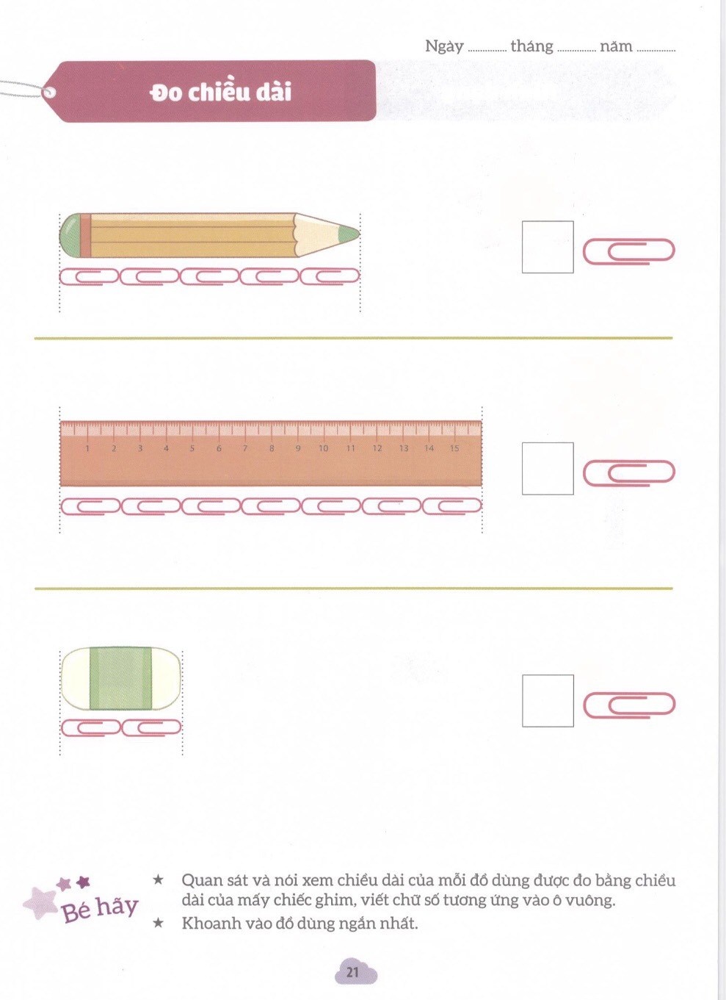 Ngày ............ tháng ............ năm ............
Đo chiều dài
1 2 3 4 5 6 7 8 9 10 11 12 13 14 15
★ Quan sát và nói xem chiều dài của mỗi đồ dùng được đo bằng chiều
dài của mấy chiếc ghim, viết chữ số tương ứng vào ô vuông.
Bé hãy
★ Khoanh vào đồ dùng ngắn nhất.
21